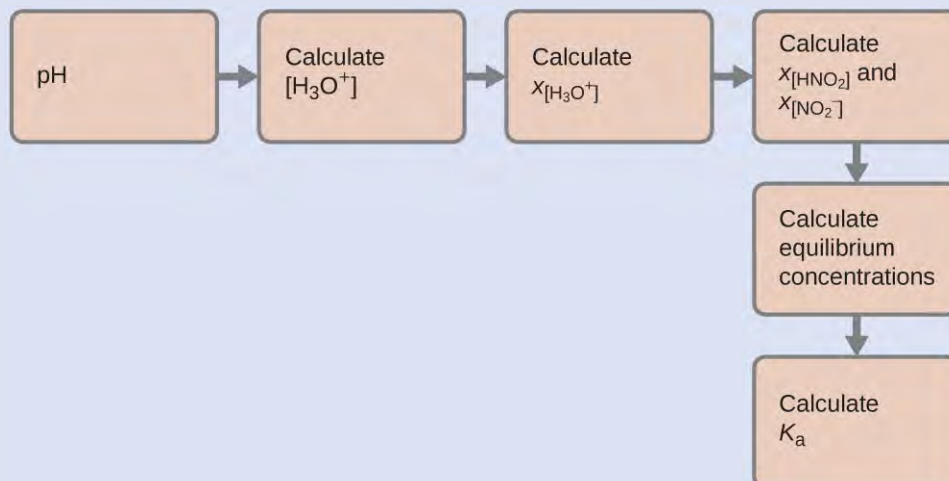 pH
Calculate
[H₃O⁺]
Calculate
x[H₃O⁺]
Calculate
x[HNO₂] and
x[NO₂⁻]
Calculate
equilibrium
concentrations
Calculate
Kₐ